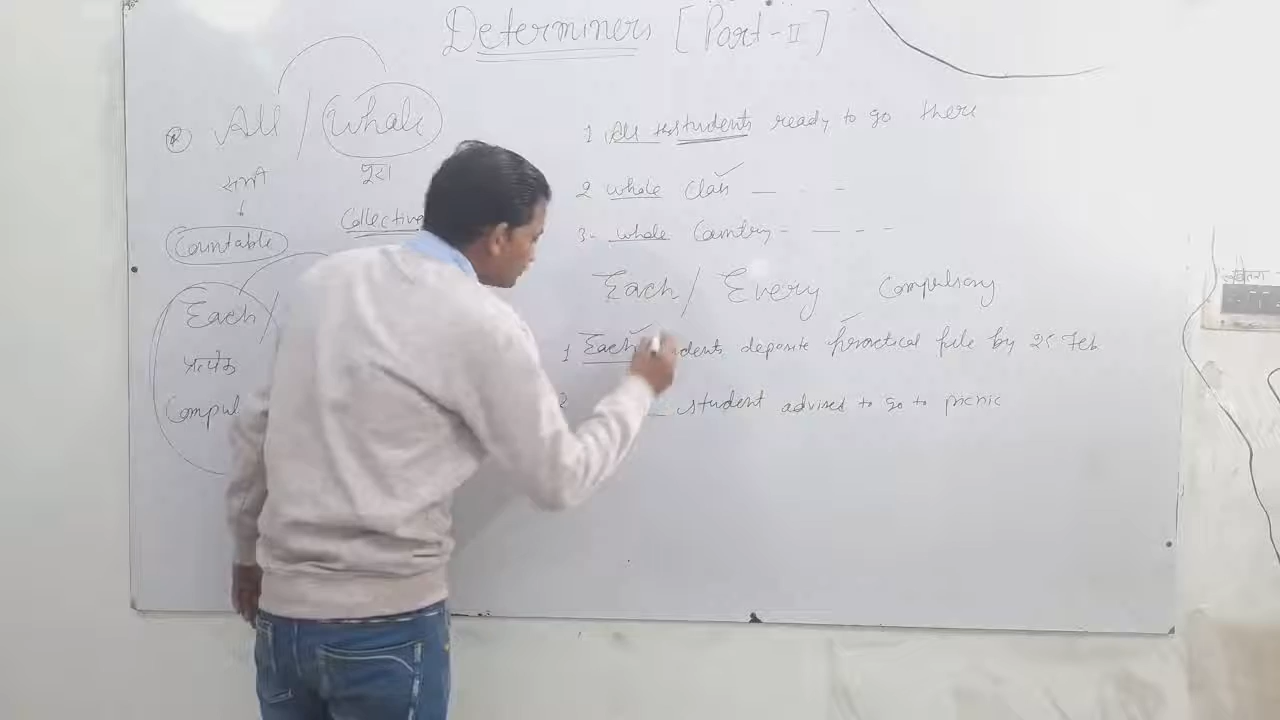 Determiners [Part-II]
All / Whole
सभी
पूरा
Countable
Collective
Each /
प्रत्येक
Compul
1 All the students ready to go there
2 whole class
3- whole Country
Each / Every Compulsory
1 Each deposite practical file by 25 Feb
2 student advised to go to picnic